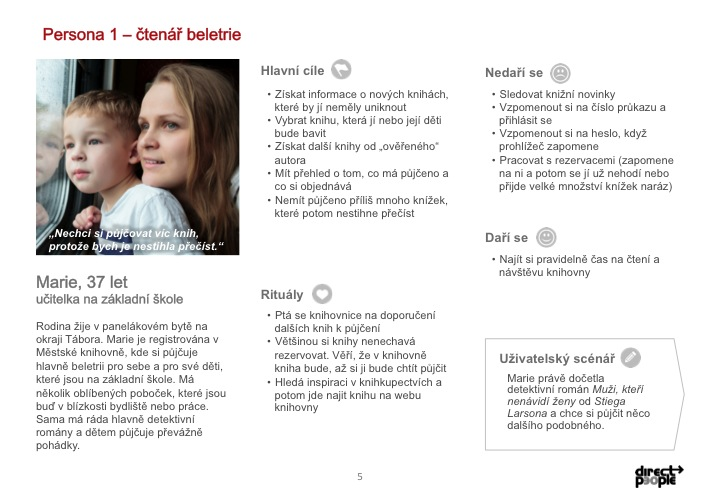 Persona 1 – čtenář beletrie
„Nechci si půjčovat víc knih,
protože bych je nestihla přečíst.“
Marie, 37 let
učitelka na základní škole
Rodina žije v panelákovém bytě na
okraji Tábora. Marie je registrována v
Městské knihovně, kde si půjčuje
hlavně beletrii pro sebe a pro své děti,
které jsou na základní škole. Má
několik oblíbených poboček, které jsou
buď v blízkosti bydliště nebo práce.
Sama má ráda hlavně detektivní
romány a dětem půjčuje převážně
pohádky.
Hlavní cíle
• Získat informace o nových knihách,
které by jí neměly uniknout
• Vybrat knihu, která jí nebo její děti
bude bavit
• Získat další knihy od „ověřeného“
autora
• Mít přehled o tom, co má půjčeno a
co si objednává
• Nemít půjčeno příliš mnoho knížek,
které potom nestihne přečíst
Rituály
• Ptá se knihovnice na doporučení
dalších knih k půjčení
• Většinou si knihy nenechává
rezervovat. Věří, že v knihovně
kniha bude, až si ji bude chtít půjčit
• Hledá inspiraci v knihkupectvích a
potom jde najít knihu na webu
knihovny
Nedaří se
• Sledovat knižní novinky
• Vzpomenout si na číslo průkazu a
přihlásit se
• Vzpomenout si na heslo, když
prohlížeč zapomene
• Pracovat s rezervacemi (zapomene
na ni a potom se jí už nehodí nebo
přijde velké množství knížek naráz)
Daří se
• Najít si pravidelně čas na čtení a
návštěvu knihovny
Uživatelský scénář
Marie právě dočetla
detektivní román Muži, kteří
nenávidí ženy od Stiega
Larsona a chce si půjčit něco
dalšího podobného.
5
direct
people